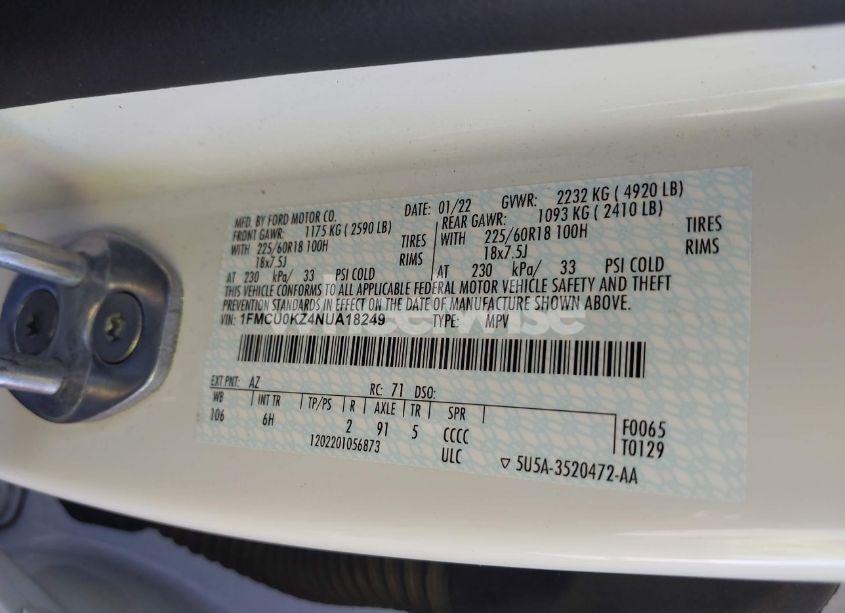 MFD. BY FORD MOTOR CO. DATE: 01/22 GVWR: 2232 KG ( 4920 LB)
FRONT GAWR: 1175 KG ( 2590 LB) REAR GAWR: 1093 KG ( 2410 LB)
WITH 225/60R18 100H TIRES WITH 225/60R18 100H TIRES
18x7.5J RIMS 18x7.5J RIMS
AT 230 kPa/ 33 PSI COLD AT 230 kPa/ 33 PSI COLD
THIS VEHICLE CONFORMS TO ALL APPLICABLE FEDERAL MOTOR VEHICLE SAFETY AND THEFT
PREVENTION STANDARDS IN EFFECT ON THE DATE OF MANUFACTURE SHOWN ABOVE.
VIN: 1FMCU0KZ4NUA18249 TYPE: MPV
EXT PNT: AZ RC: 71 DSO:
WB INT TR TP/PS R AXLE TR SPR
106 6H 2 91 5 CCCC F0065
1202201056873 ULC T0129
5U5A-3520472-AA